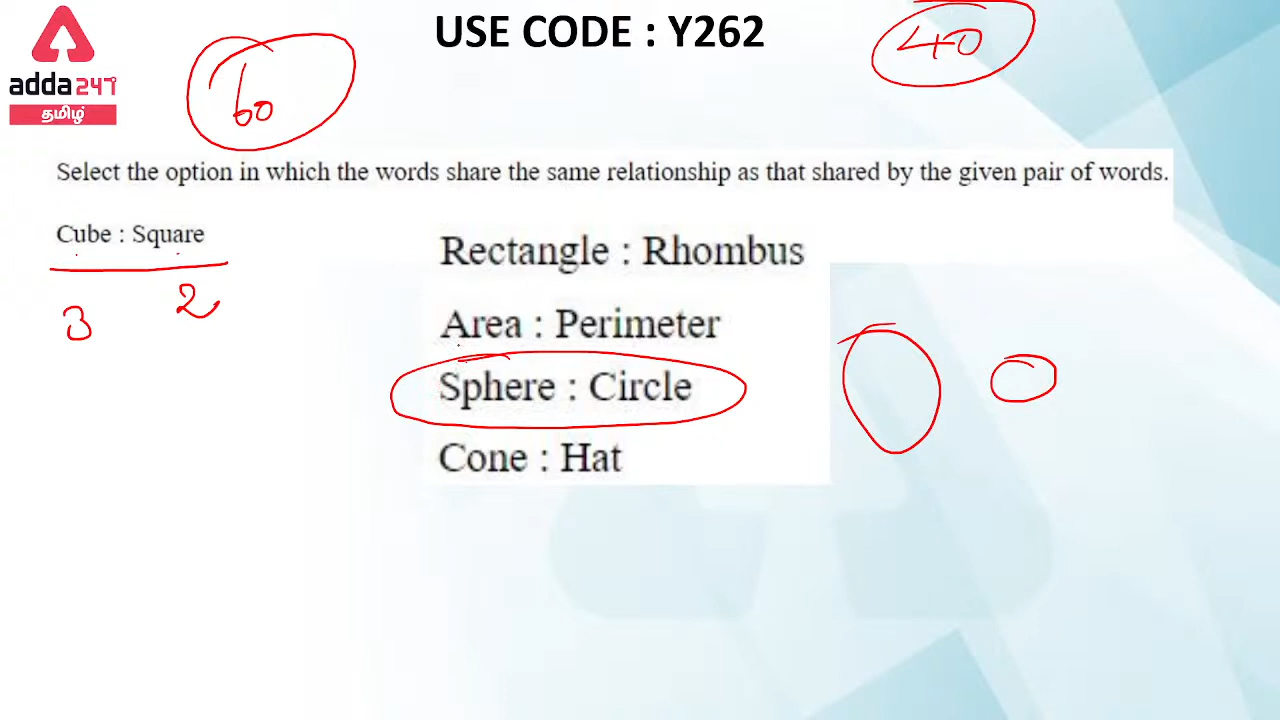 USE CODE : Y262
40
adda247
தமிழ்
60
Select the option in which the words share the same relationship as that shared by the given pair of words.
Cube : Square
3 2
Rectangle : Rhombus
Area : Perimeter
Sphere : Circle
Cone : Hat